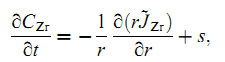 ∂C_Zr/∂t = −(1/r) ∂(rJ̃_Zr)/∂r + s,